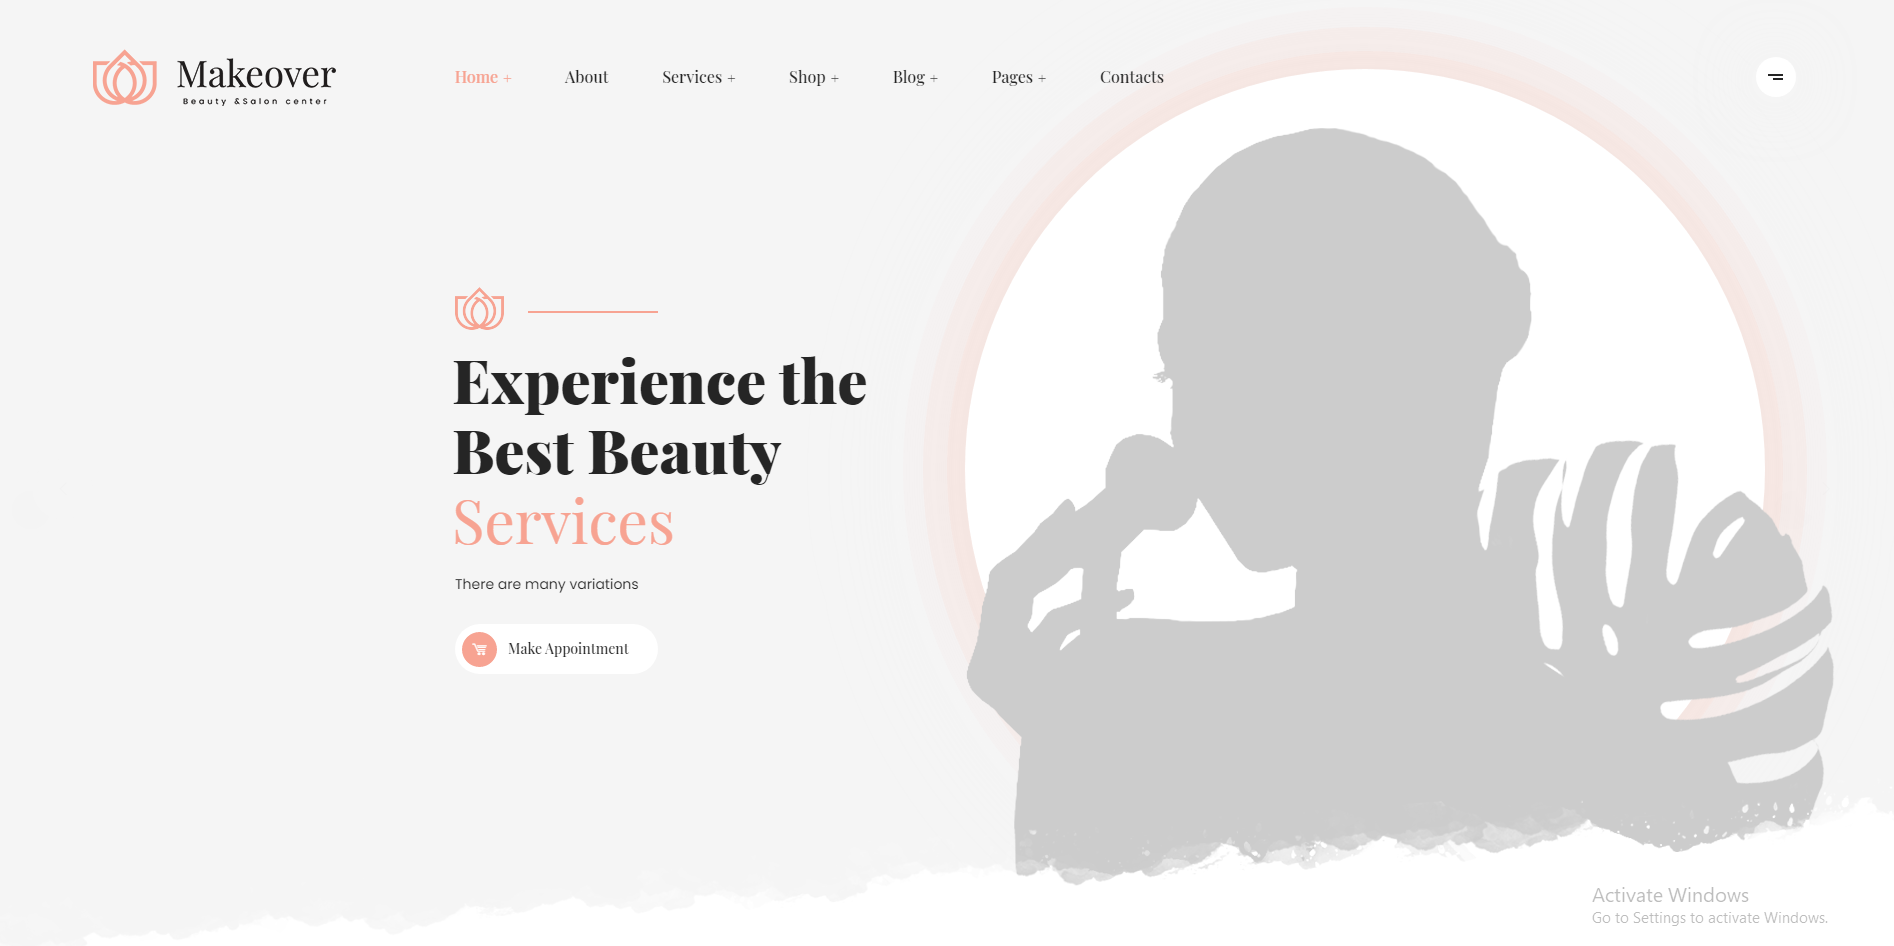 Makeover
Beauty &Salon center
Home + About Services + Shop + Blog + Pages + Contacts
Experience the
Best Beauty
Services
There are many variations
Make Appointment
Activate Windows
Go to Settings to activate Windows.